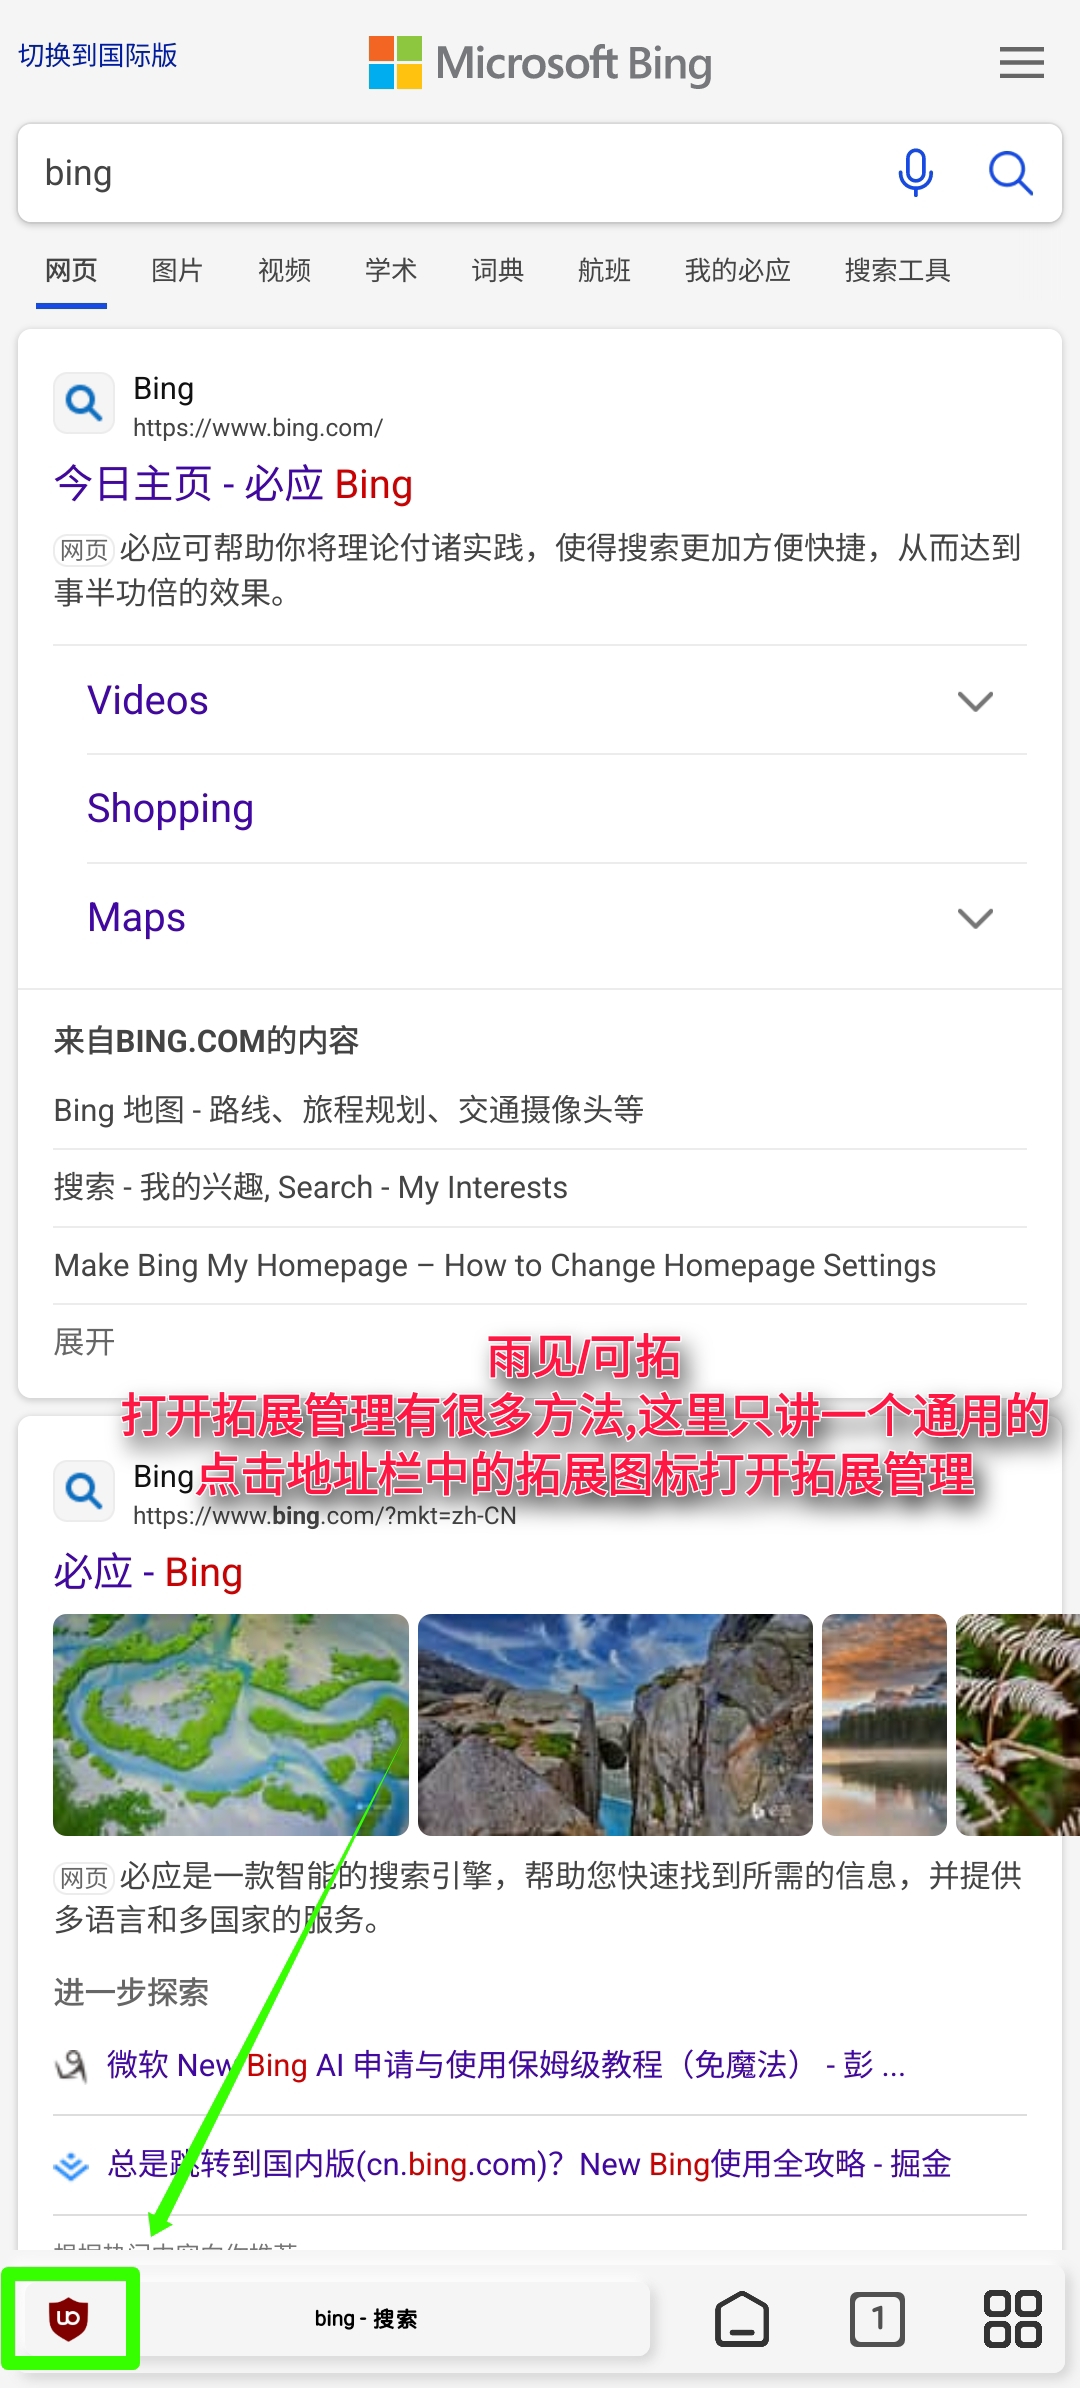 切换到国际版
Microsoft Bing
bing
网页 图片 视频 学术 词典 航班 我的必应 搜索工具
Bing
https://www.bing.com/
今日主页 - 必应 Bing
网页 必应可帮助你将理论付诸实践，使得搜索更加方便快捷，从而达到
事半功倍的效果。
Videos
Shopping
Maps
来自BING.COM的内容
Bing 地图 - 路线、旅程规划、交通摄像头等
搜索 - 我的兴趣, Search - My Interests
Make Bing My Homepage – How to Change Homepage Settings
展开
雨见/可拓
打开拓展管理有很多方法,这里只讲一个通用的
点击地址栏中的拓展图标打开拓展管理
Bing
https://www.bing.com/?mkt=zh-CN
必应 - Bing
网页 必应是一款智能的搜索引擎，帮助您快速找到所需的信息，并提供
多语言和多国家的服务。
进一步探索
微软 New Bing AI 申请与使用保姆级教程（免魔法） - 彭 ...
总是跳转到国内版(cn.bing.com)？New Bing使用全攻略 - 掘金
bing - 搜索
1